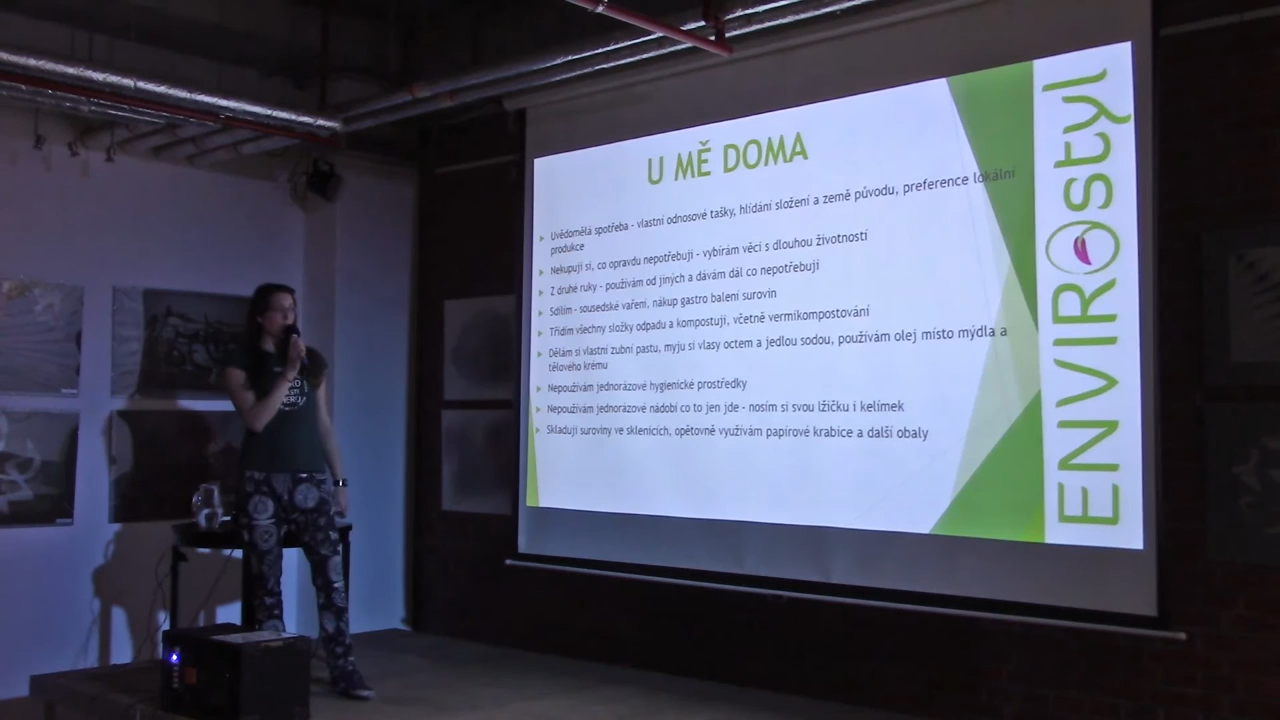 U MĚ DOMA
Uvědomělá spotřeba - vlastní odnosové tašky, hlídání složení a země původu, preference lokální
produkce
Nekupuji si, co opravdu nepotřebuji - vybírám věci s dlouhou životností
Z druhé ruky - používám od jiných a dávám dál co nepotřebuji
Sdílím - sousedské vaření, nákup gastro balení surovin
Třídím všechny složky odpadu a kompostuji, včetně vermikompostování
Dělám si vlastní zubní pastu, myju si vlasy octem a jedlou sodou, používám olej místo mýdla a
tělového krému
Nepoužívám jednorázové hygienické prostředky
Nepoužívám jednorázové nádobí co to jen jde - nosím si svou lžičku i kelímek
Skladuji suroviny ve sklenicích, opětovně využívám papírové krabice a další obaly
ENVIROstyl